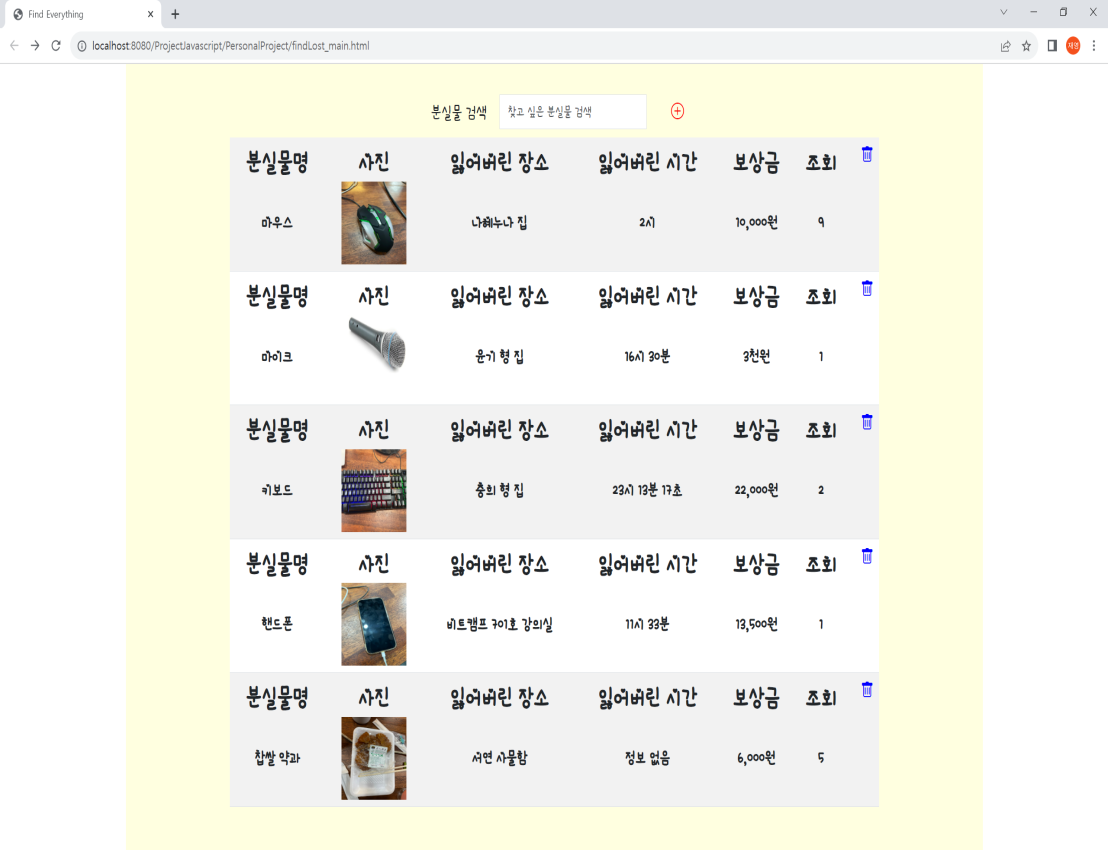 Find Everything
localhost:8080/ProjectJavascript/PersonalProject/findLost_main.html
재영
분실물 검색 찾고 싶은 분실물 검색
분실물명 사진 잃어버린 장소 잃어버린 시간 보상금 조회
마우스 나혜누나 집 2시 10,000원 9
분실물명 사진 잃어버린 장소 잃어버린 시간 보상금 조회
마이크 윤기 형 집 16시 30분 3천원 1
분실물명 사진 잃어버린 장소 잃어버린 시간 보상금 조회
키보드 충의 형 집 23시 13분 17초 22,000원 2
분실물명 사진 잃어버린 장소 잃어버린 시간 보상금 조회
핸드폰 비트캠프 701호 강의실 11시 33분 13,500원 1
분실물명 사진 잃어버린 장소 잃어버린 시간 보상금 조회
찹쌀 약과 서연 사물함 정보 없음 6,000원 5